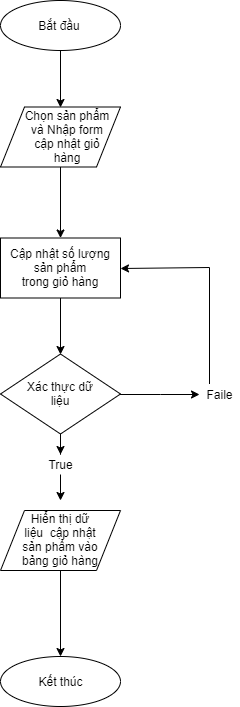 Bắt đầu
Chọn sản phẩm
và Nhập form
cập nhật giỏ
hàng
Cập nhật số lượng
sản phẩm
trong giỏ hàng
Xác thực dữ
liệu
Faile
True
Hiển thị dữ
liệu cập nhật
sản phẩm vào
bảng giỏ hàng
Kết thúc